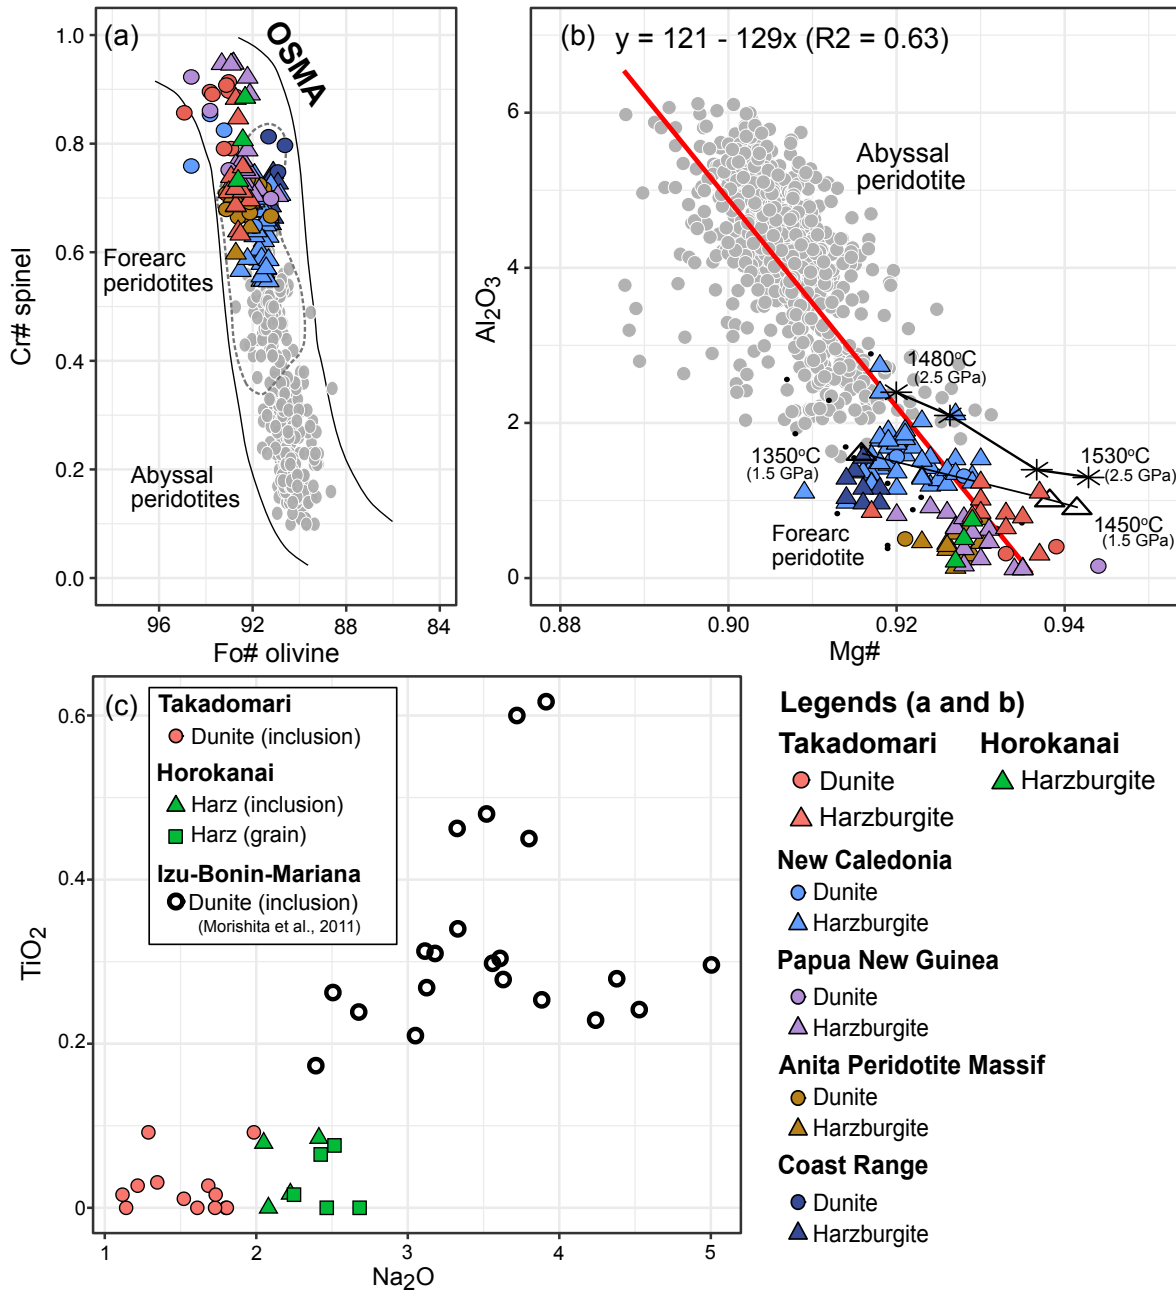 (a)
OSMA
Forearc
peridotites
Abyssal
peridotites
1.0
0.8
0.6
0.4
0.2
0.0
Cr# spinel
96
92
88
84
Fo# olivine
(b)
y = 121 - 129x (R2 = 0.63)
Abyssal
peridotite
1480°C
(2.5 GPa)
1350°C
(1.5 GPa)
1530°C
(2.5 GPa)
1450°C
(1.5 GPa)
Forearc
peridotite
6
4
2
0
Al₂O₃
0.88
0.90
0.92
0.94
Mg#
(c)
Takadomari
Dunite (inclusion)
Horokanai
Harz (inclusion)
Harz (grain)
Izu-Bonin-Mariana
Dunite (inclusion)
(Morishita et al., 2011)
0.6
0.4
0.2
0
TiO₂
1
2
3
4
5
Na₂O
Legends (a and b)
Takadomari
Dunite
Harzburgite
Horokanai
Harzburgite
New Caledonia
Dunite
Harzburgite
Papua New Guinea
Dunite
Harzburgite
Anita Peridotite Massif
Dunite
Harzburgite
Coast Range
Dunite
Harzburgite